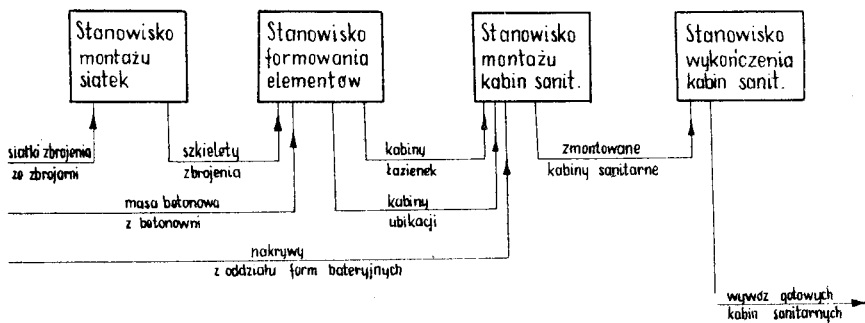 Stanowisko
montażu
siatek
Stanowisko
formowania
elementów
Stanowisko
montażu
kabin sanit.
Stanowisko
wykończenia
kabin sanit.
siatki zbrojenia
ze zbrojarni
szkielety
zbrojenia
kabiny
łazienek
zmontowane
kabiny sanitarne
masa betonowa
z betonowni
kabiny
ubikacji
nakrywy
z oddziału form bateryjnych
wywóz gotowych
kabin sanitarnych